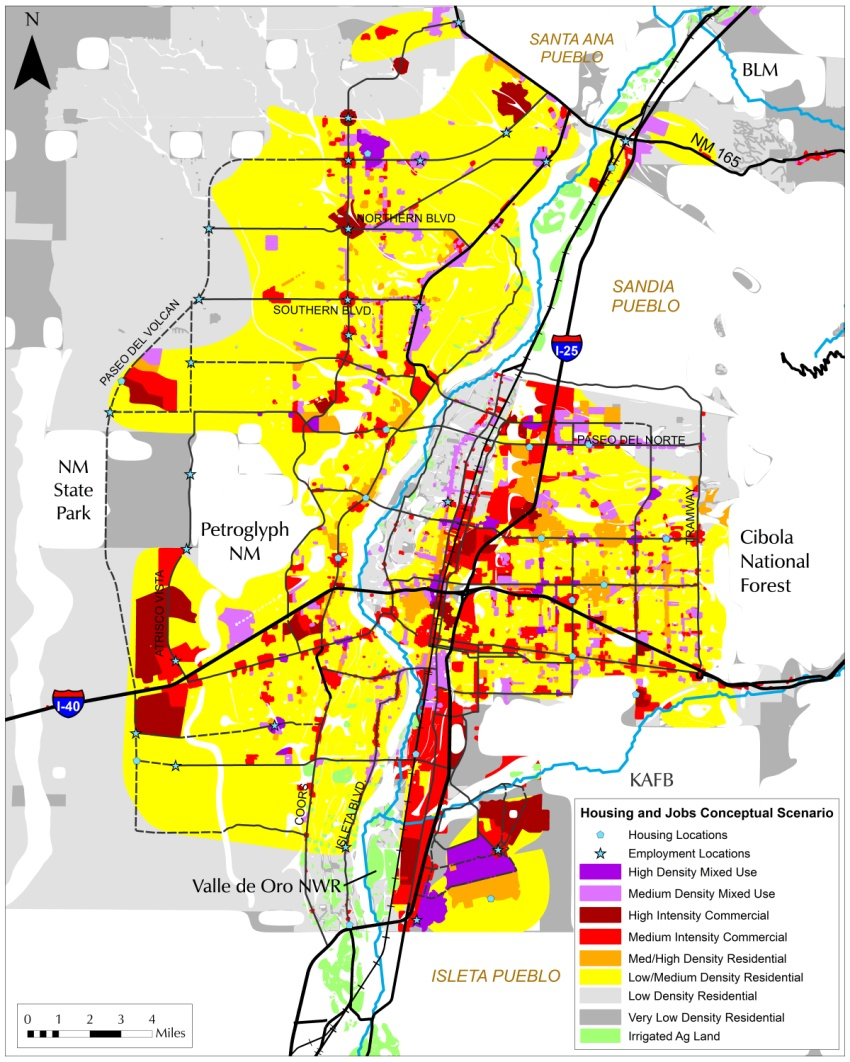 N
SANTA ANA
PUEBLO
BLM
NM 165
NORTHERN BLVD
SANDIA
PUEBLO
PASEO DEL VOLCAN
SOUTHERN BLVD.
I-25
PASEO DEL NORTE
NM
State
Park
Petroglyph
NM
TRAMWAY
Cibola
National
Forest
ATRISCO VISTA
I-40
KAFB
COORS
ISLETA BLVD.
Valle de Oro NWR
ISLETA PUEBLO
Housing and Jobs Conceptual Scenario
Housing Locations
Employment Locations
High Density Mixed Use
Medium Density Mixed Use
High Intensity Commercial
Medium Intensity Commercial
Med/High Density Residential
Low/Medium Density Residential
Low Density Residential
Very Low Density Residential
Irrigated Ag Land
0 1 2 3 4
Miles